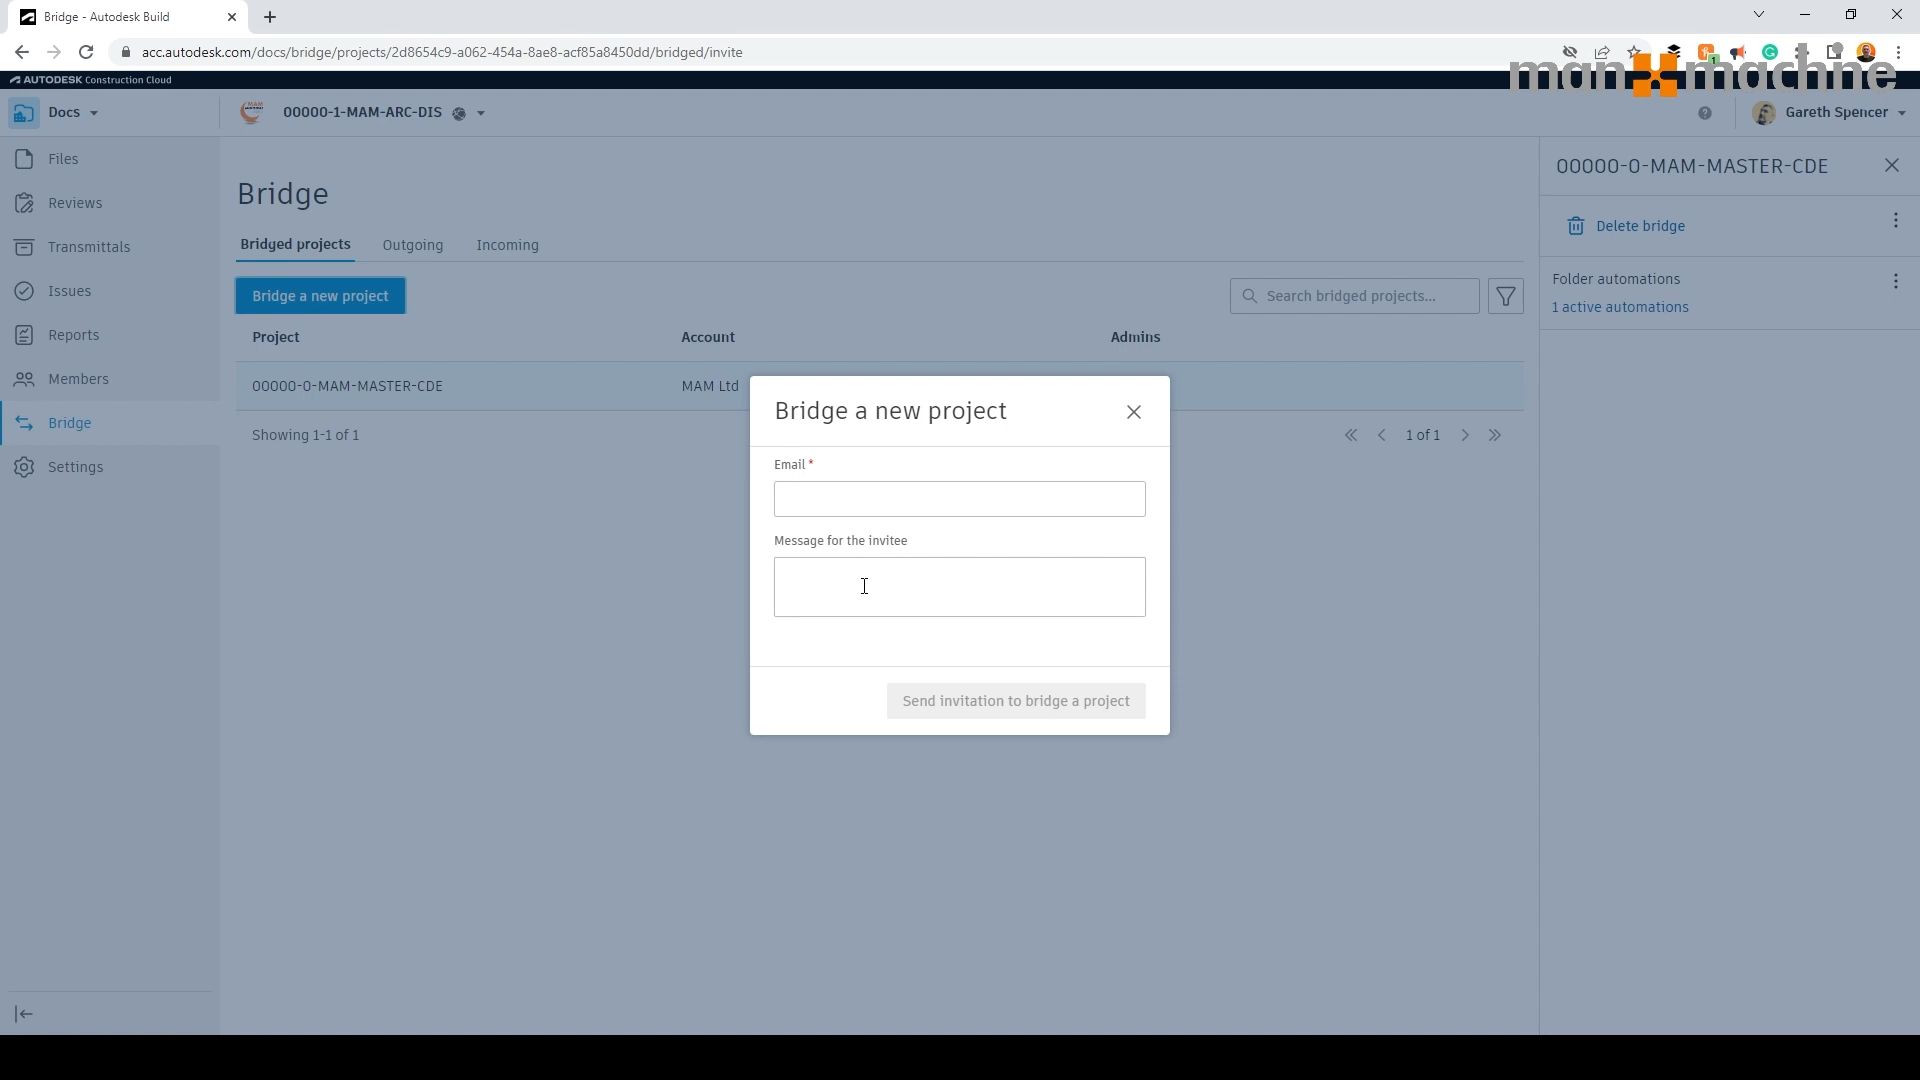 Bridge - Autodesk Build
acc.autodesk.com/docs/bridge/projects/2d8654c9-a062-454a-8ae8-acf85a8450dd/bridged/invite
1
AUTODESK Construction Cloud
man machine
Docs
00000-1-MAM-ARC-DIS
Gareth Spencer
Files
Reviews
Transmittals
Issues
Reports
Members
Bridge
Settings
Bridge
Bridged projects Outgoing Incoming
Bridge a new project
Search bridged projects...
Project Account Admins
00000-0-MAM-MASTER-CDE MAM Ltd
Showing 1-1 of 1
1 of 1
Bridge a new project
Email *
Message for the invitee
Send invitation to bridge a project
00000-0-MAM-MASTER-CDE
Delete bridge
Folder automations
1 active automations